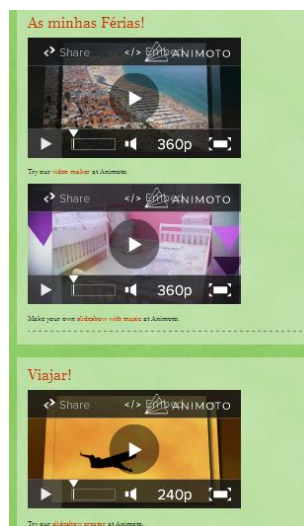 As minhas Férias!
Share </> Embed ANIMOTO
360p
Try our video maker at Animoto.
Share </> Embed ANIMOTO
360p
Make your own slideshow with music at Animoto.
Viajar!
Share </> Embed ANIMOTO
240p
Try our slideshow creator at Animoto.